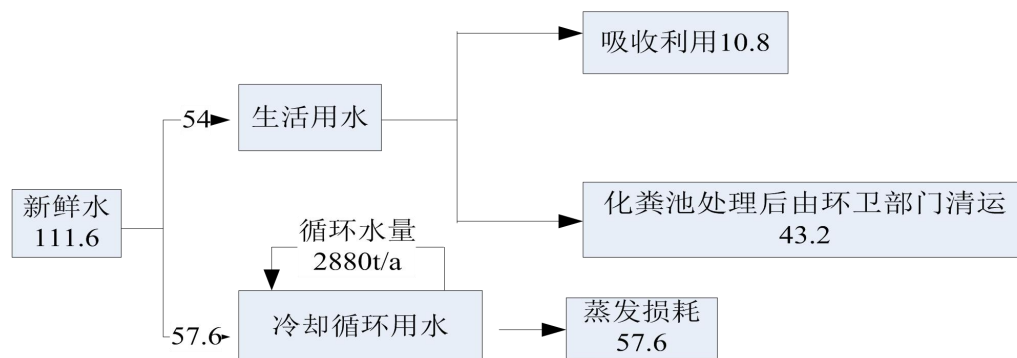 吸收利用10.8
54
生活用水
新鲜水
111.6
化粪池处理后由环卫部门清运
43.2
循环水量
2880t/a
57.6
冷却循环用水
蒸发损耗
57.6